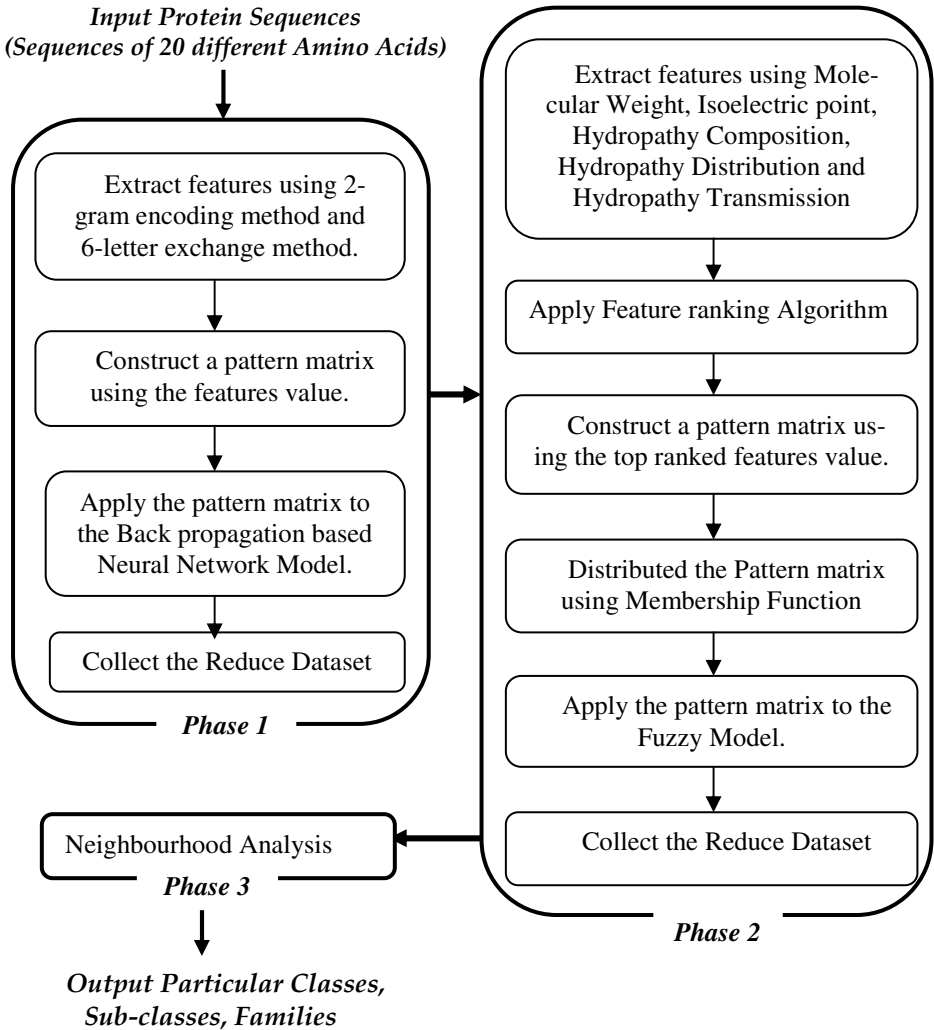 Input Protein Sequences
(Sequences of 20 different Amino Acids)
Extract features using 2-
gram encoding method and
6-letter exchange method.
Construct a pattern matrix
using the features value.
Apply the pattern matrix to
the Back propagation based
Neural Network Model.
Collect the Reduce Dataset
Phase 1
Extract features using Mole-
cular Weight, Isoelectric point,
Hydropathy Composition,
Hydropathy Distribution and
Hydropathy Transmission
Apply Feature ranking Algorithm
Construct a pattern matrix us-
ing the top ranked features value.
Distributed the Pattern matrix
using Membership Function
Apply the pattern matrix to the
Fuzzy Model.
Collect the Reduce Dataset
Phase 2
Neighbourhood Analysis
Phase 3
Output Particular Classes,
Sub-classes, Families